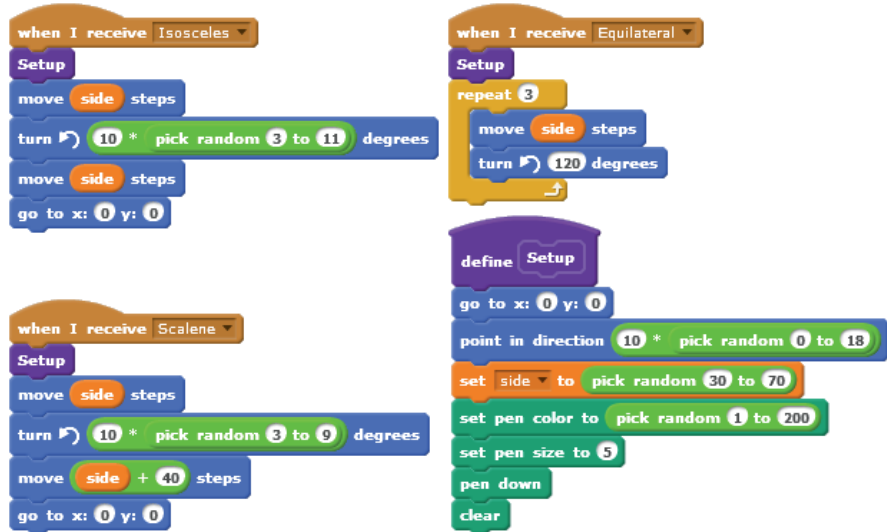 when I receive Isosceles
Setup
move side steps
turn 10 * pick random 3 to 11 degrees
move side steps
go to x: 0 y: 0
when I receive Scalene
Setup
move side steps
turn 10 * pick random 3 to 9 degrees
move side + 40 steps
go to x: 0 y: 0
when I receive Equilateral
Setup
repeat 3
move side steps
turn 120 degrees
define Setup
go to x: 0 y: 0
point in direction 10 * pick random 0 to 18
set side to pick random 30 to 70
set pen color to pick random 1 to 200
set pen size to 5
pen down
clear